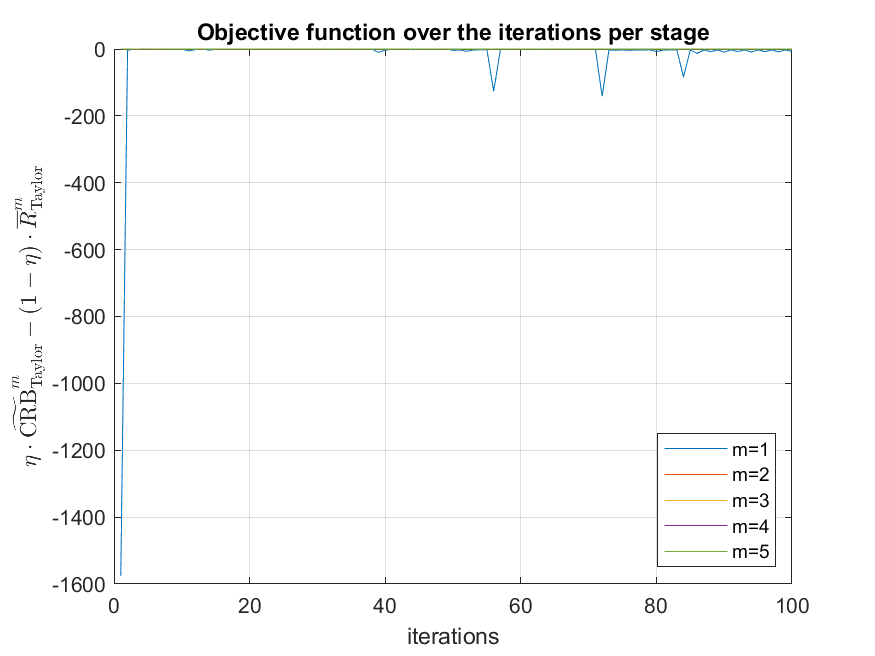 Objective function over the iterations per stage
η · C͠RB^m_Taylor − (1 − η) · R̅^m_Taylor
0
-200
-400
-600
-800
-1000
-1200
-1400
-1600
0 20 40 60 80 100
iterations
m=1
m=2
m=3
m=4
m=5